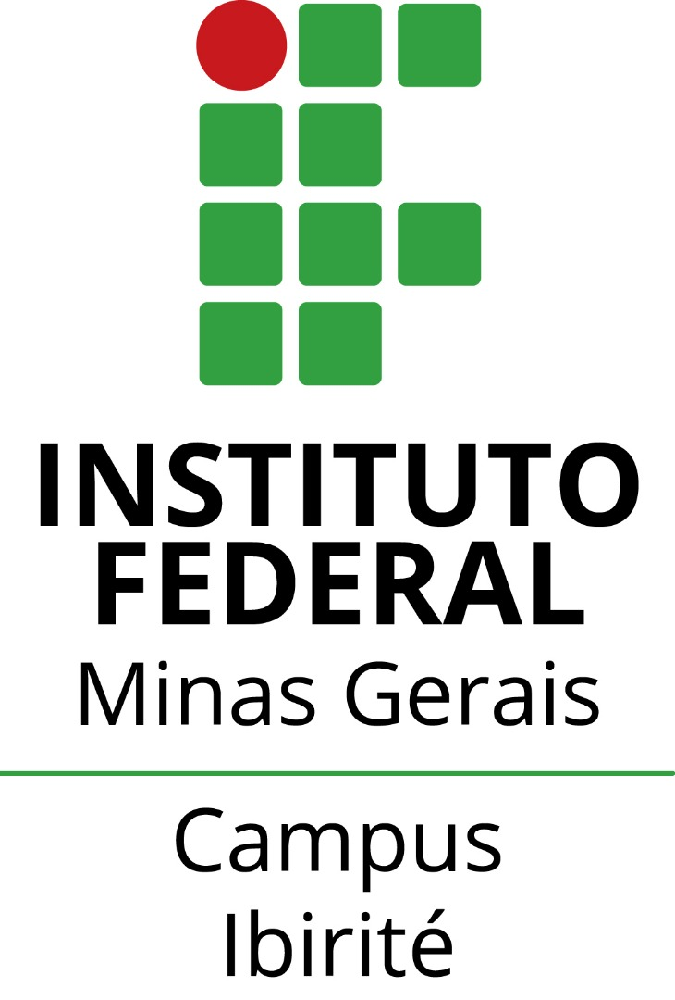 INSTITUTO
FEDERAL
Minas Gerais
Campus
Ibirité